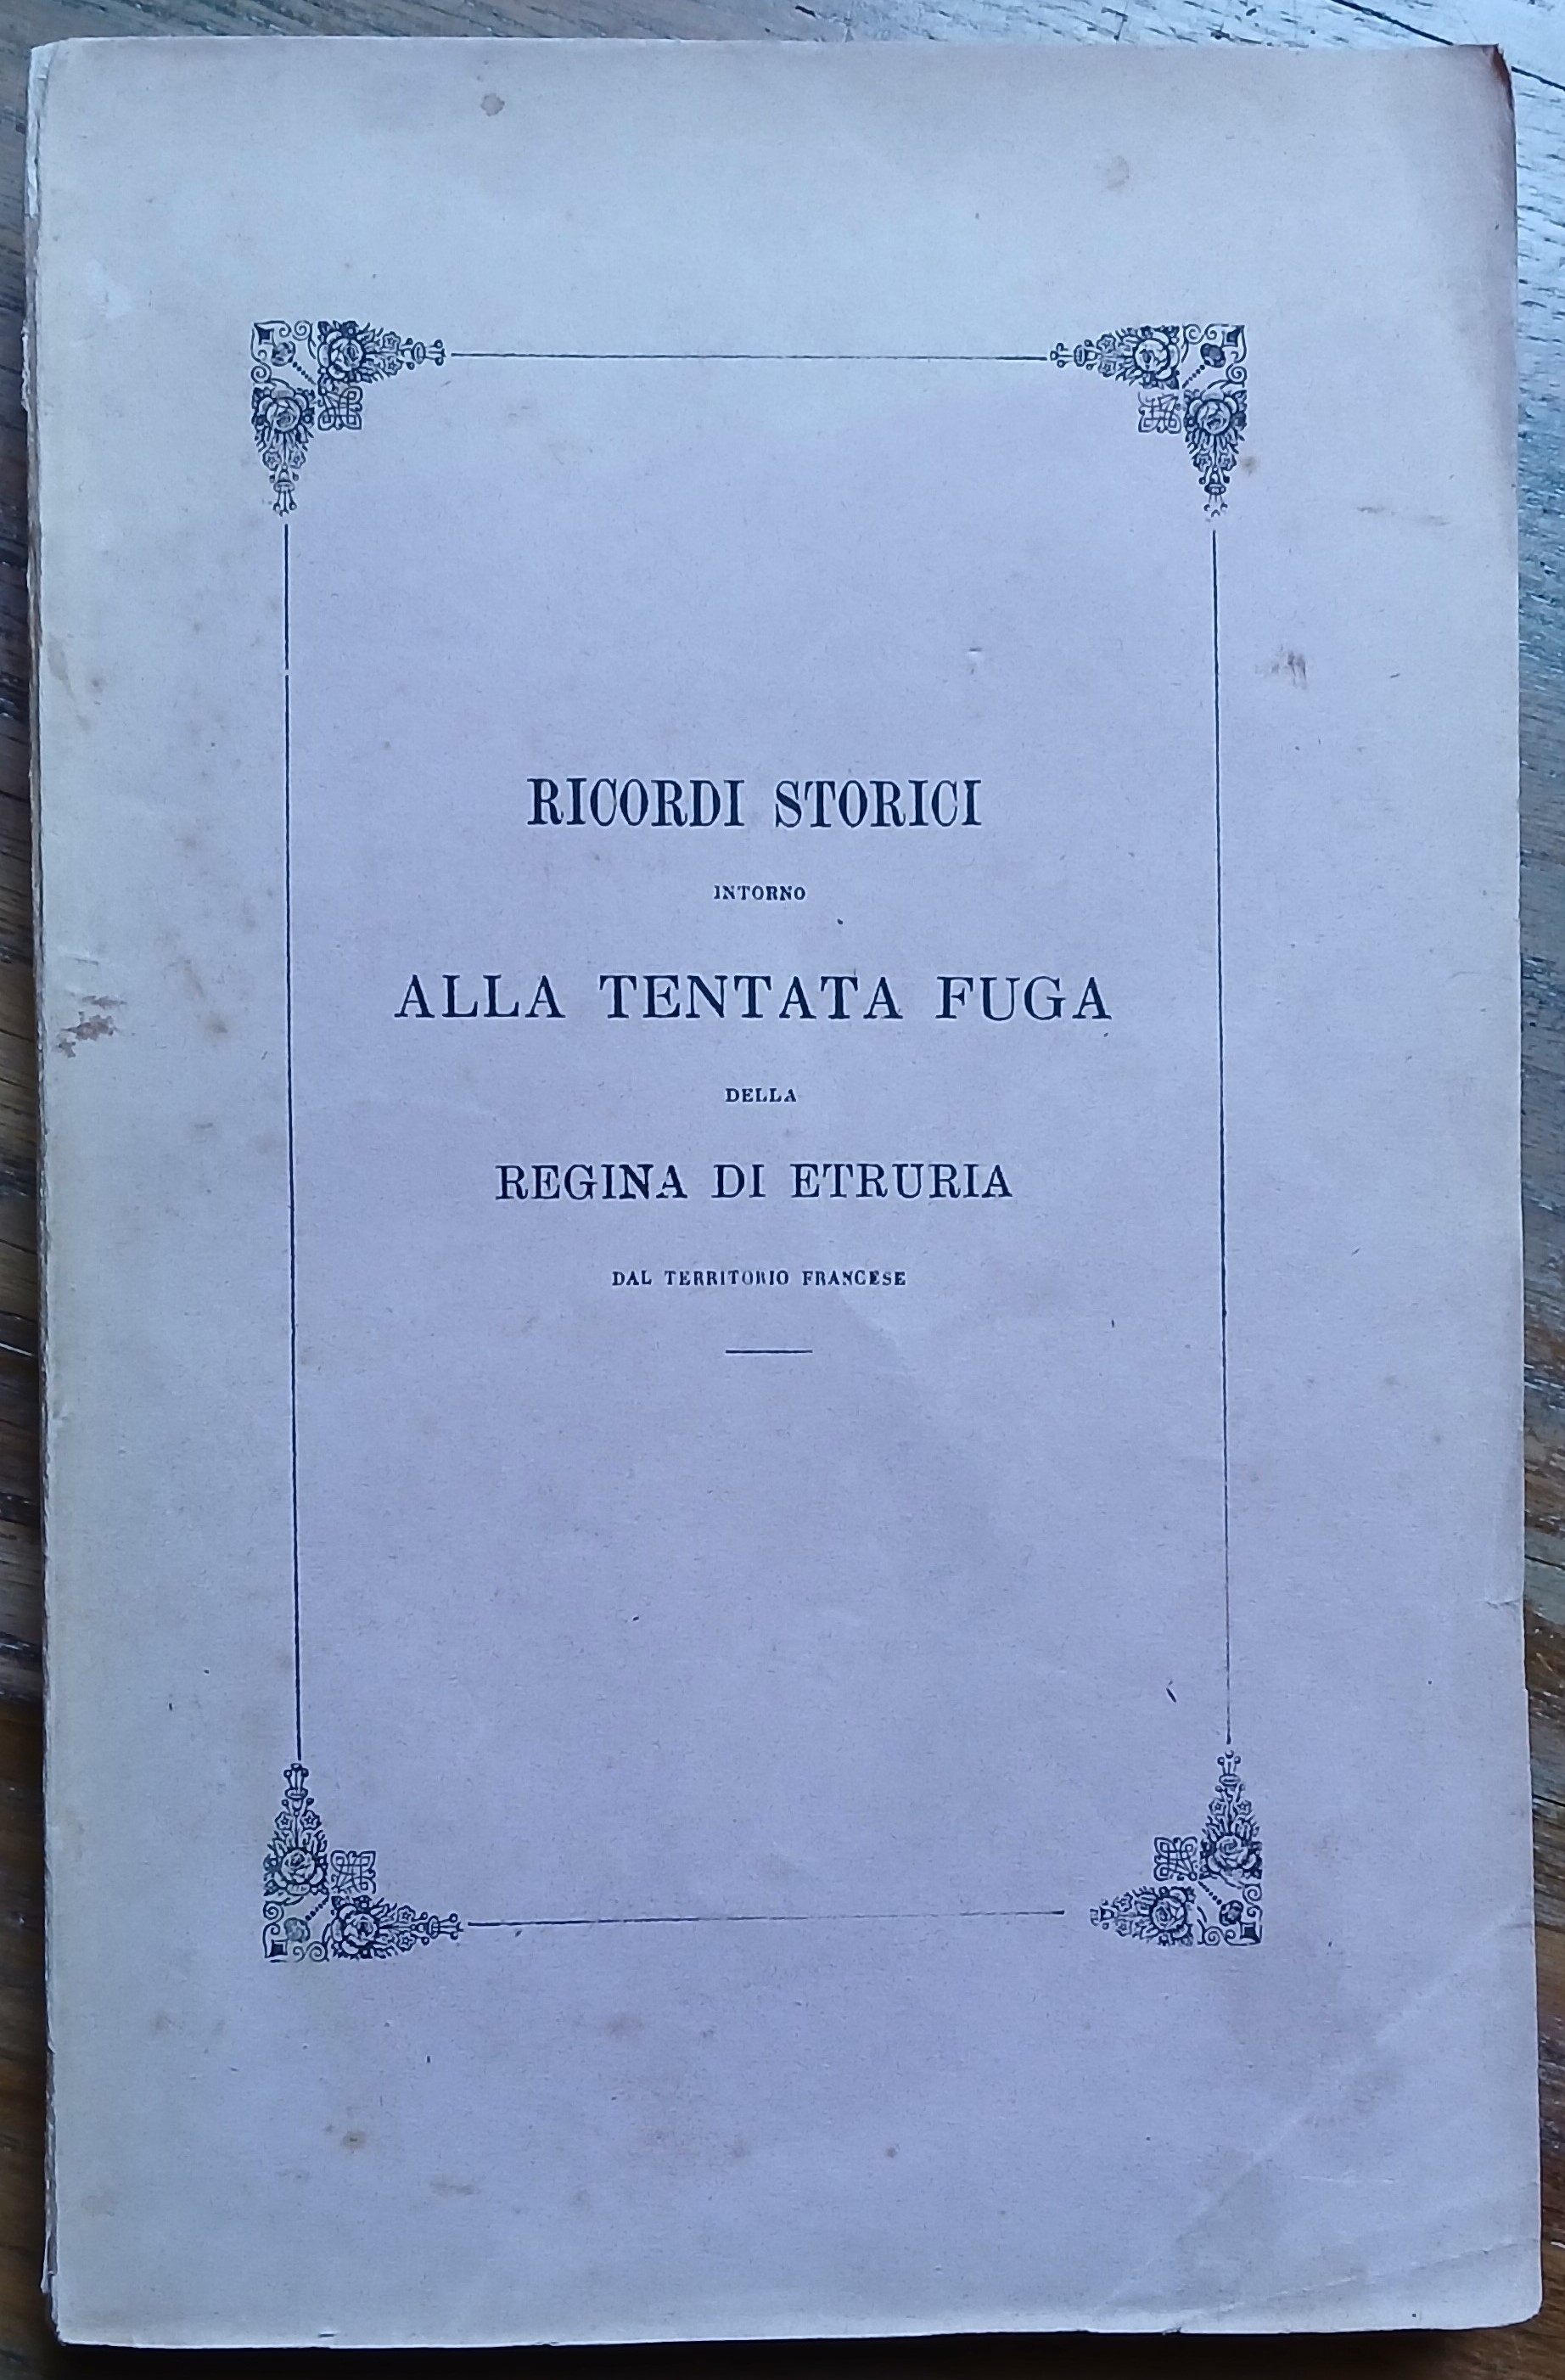 RICORDI STORICI
INTORNO
ALLA TENTATA FUGA
DELLA
REGINA DI ETRURIA
DAL TERRITORIO FRANCESE